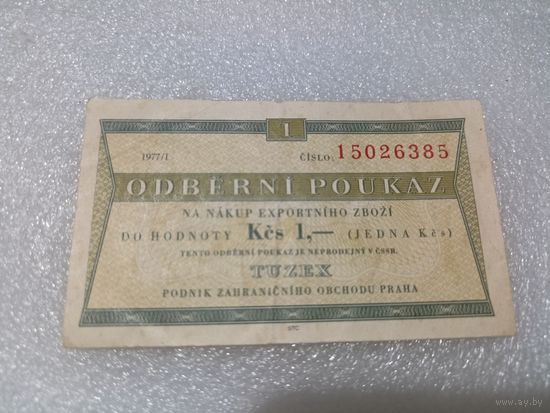 1
1977/I
ČÍSLO: 15026385
ODBĚRNÍ POUKAZ
NA NÁKUP EXPORTNÍHO ZBOŽÍ
DO HODNOTY Kčs 1,— (JEDNA Kčs)
TENTO ODBĚRNÍ POUKAZ JE NEPRODEJNÝ V ČSSR.
TUZEX
PODNIK ZAHRANIČNÍHO OBCHODU PRAHA
STC
www.ay.by